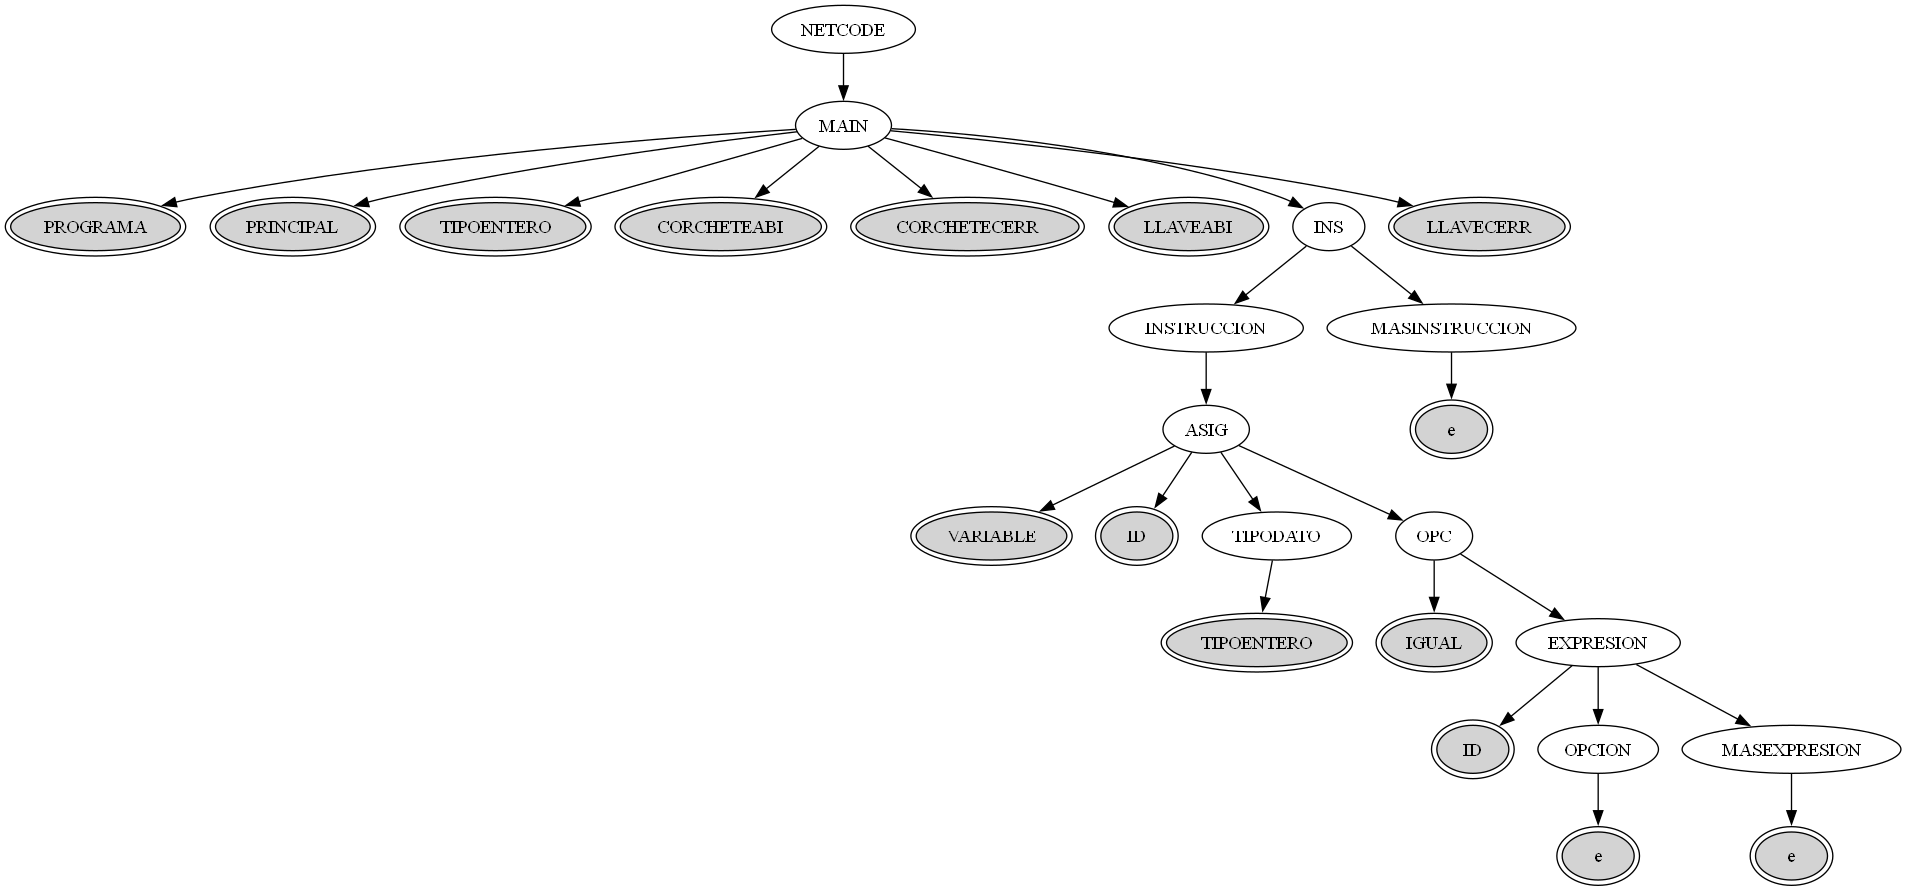 NETCODE
MAIN
PROGRAMA
PRINCIPAL
TIPOENTERO
CORCHETEABI
CORCHETECERR
LLAVEABI
INS
LLAVECERR
INSTRUCCION
MASINSTRUCCION
ASIG
e
VARIABLE
ID
TIPODATO
OPC
TIPOENTERO
IGUAL
EXPRESION
ID
OPCION
MASEXPRESION
e
e